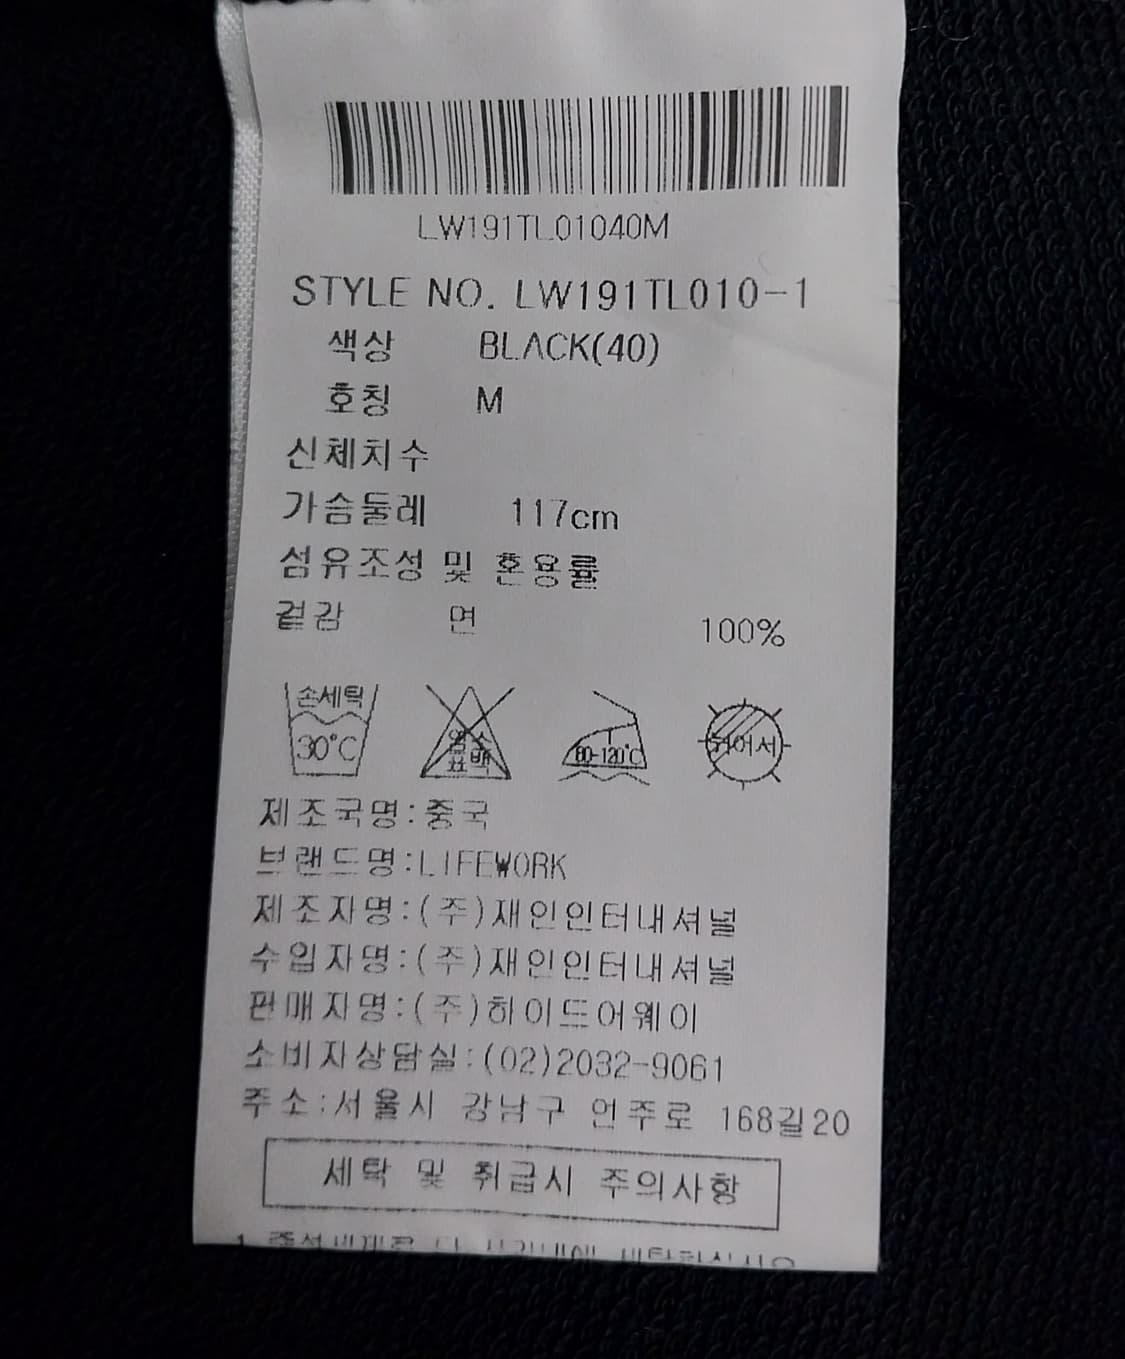 LW191TL01040M
STYLE NO. LW191TL010-1
색상 BLACK(40)
호칭 M
신체치수
가슴둘레 117cm
섬유조성 및 혼용률
겉감 면 100%
손세탁 염소 80-120℃ 뉘어서
30℃ 표백
제조국명:중국
브랜드명:LIFEWORK
제조자명:(주)재인인터내셔널
수입자명:(주)재인인터내셔널
판매자명:(주)하이드어웨이
소비자상담실:(02)2032-9061
주소:서울시 강남구 언주로 168길20
세탁 및 취급시 주의사항